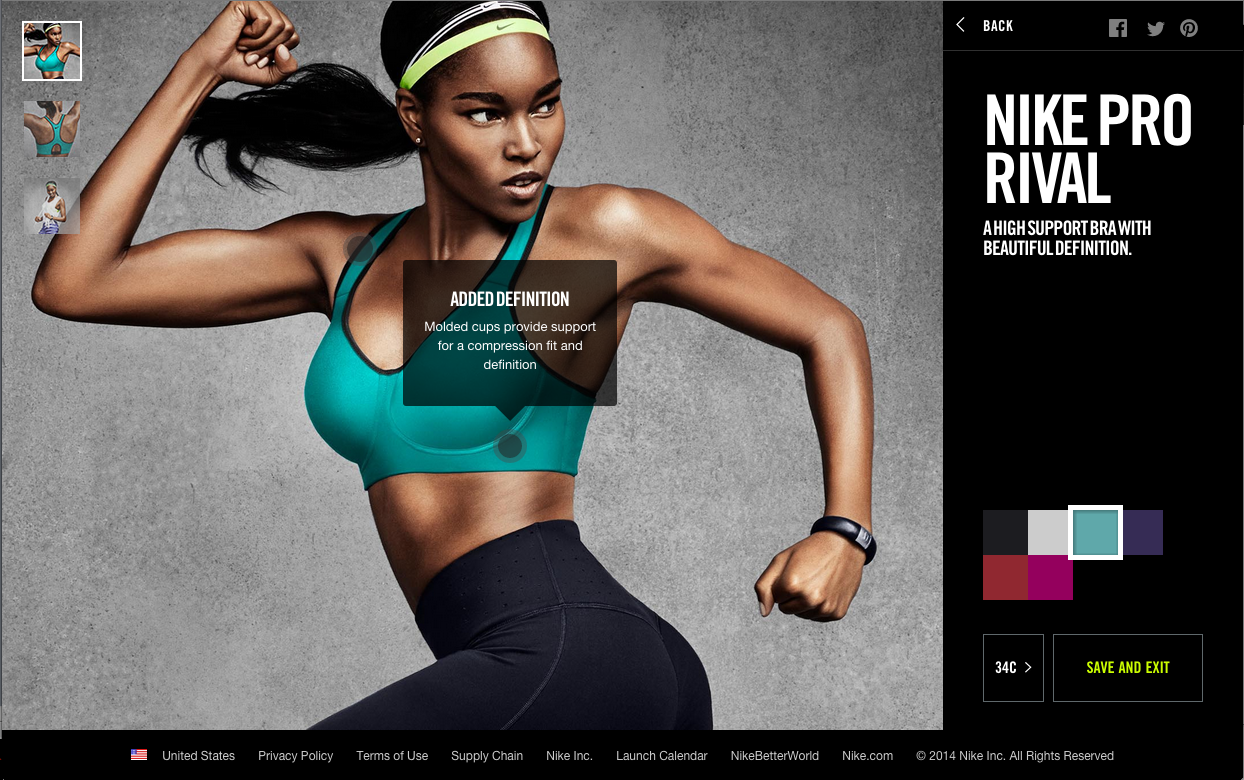 BACK
NIKE PRO
RIVAL
A HIGH SUPPORT BRA WITH
BEAUTIFUL DEFINITION.
ADDED DEFINITION
Molded cups provide support
for a compression fit and
definition
34C
SAVE AND EXIT
United States Privacy Policy Terms of Use Supply Chain Nike Inc. Launch Calendar NikeBetterWorld Nike.com © 2014 Nike Inc. All Rights Reserved